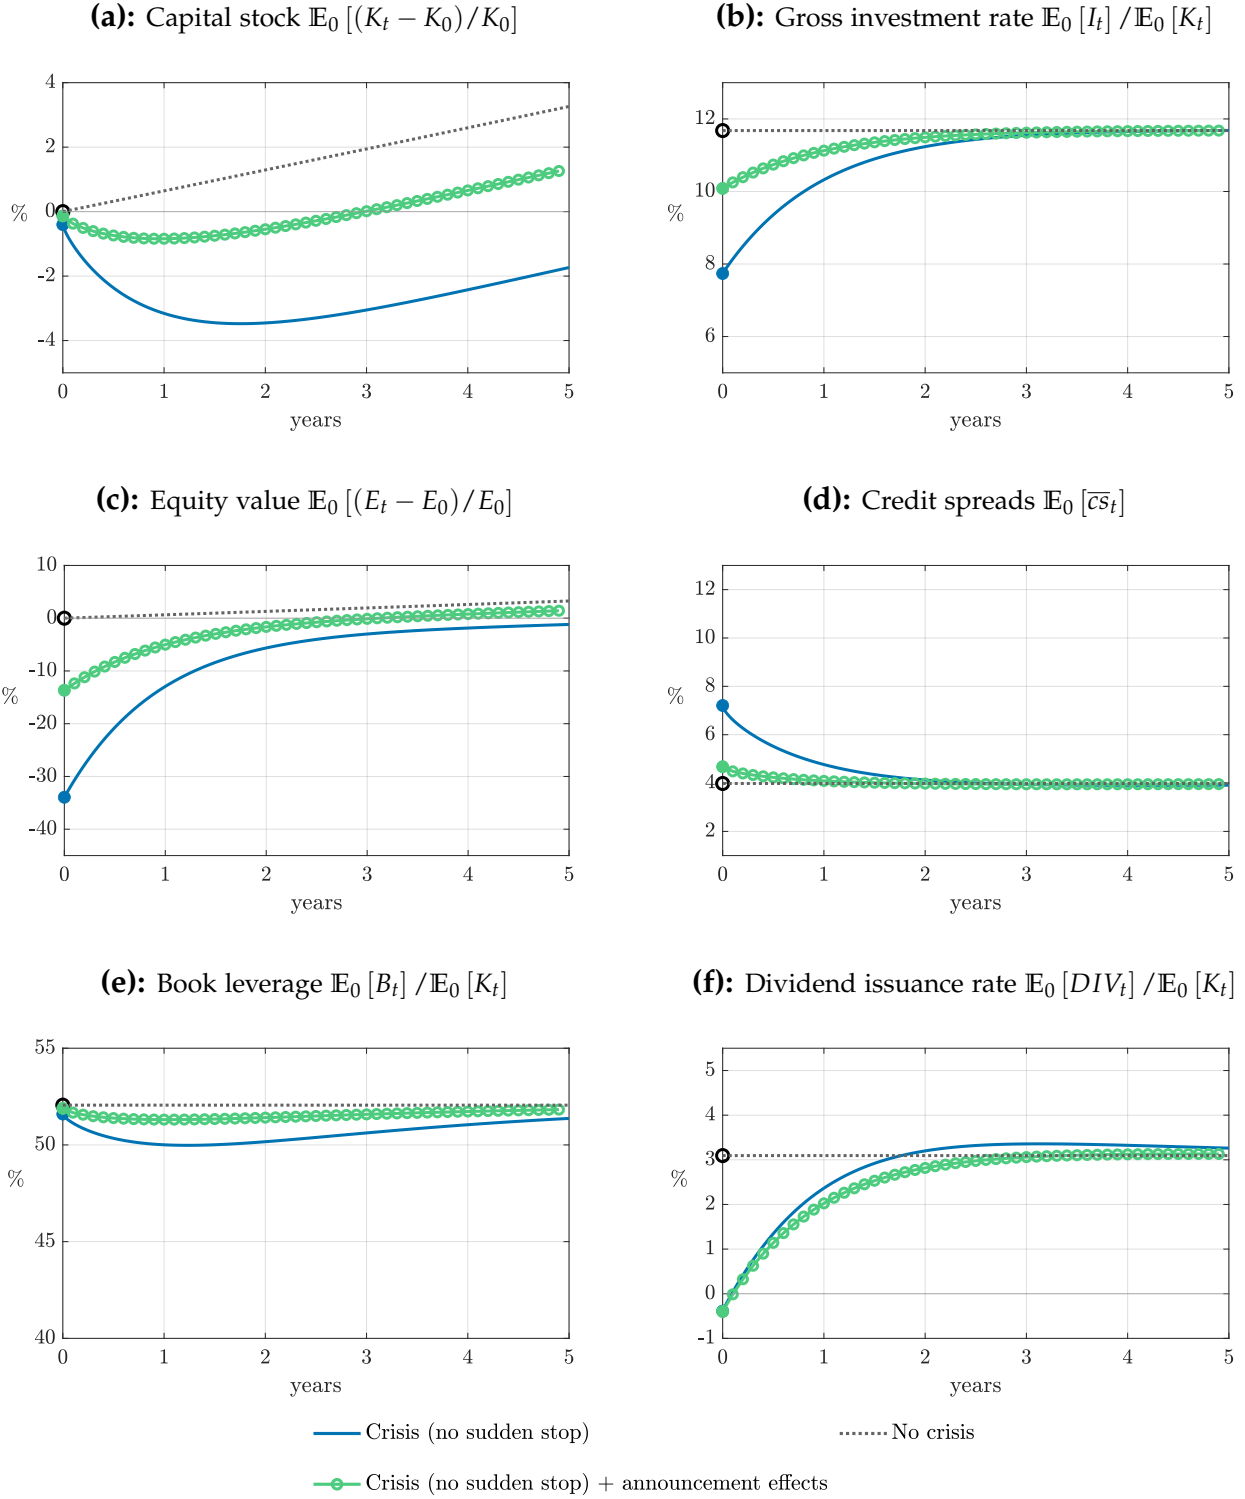 (a): Capital stock 𝔼₀ [(Kₜ − K₀)/K₀]
4
2
0
%
-2
-4
0 1 2 3 4 5
years
(b): Gross investment rate 𝔼₀ [Iₜ] /𝔼₀ [Kₜ]
12
10
%
8
6
0 1 2 3 4 5
years
(c): Equity value 𝔼₀ [(Eₜ − E₀)/E₀]
10
0
-10
%
-20
-30
-40
0 1 2 3 4 5
years
(d): Credit spreads 𝔼₀ [c̅s̅ₜ]
12
10
8
%
6
4
2
0 1 2 3 4 5
years
(e): Book leverage 𝔼₀ [Bₜ] /𝔼₀ [Kₜ]
55
50
%
45
40
0 1 2 3 4 5
years
(f): Dividend issuance rate 𝔼₀ [DIVₜ] /𝔼₀ [Kₜ]
5
4
3
%
2
1
0
-1
0 1 2 3 4 5
years
Crisis (no sudden stop)
No crisis
Crisis (no sudden stop) + announcement effects